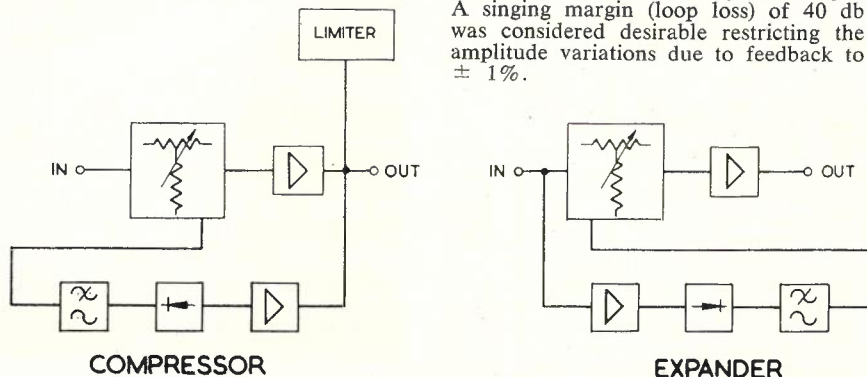 LIMITER
IN
OUT
COMPRESSOR
A singing margin (loop loss) of 40 db
was considered desirable restricting the
amplitude variations due to feedback to
± 1%.
IN
OUT
EXPANDER